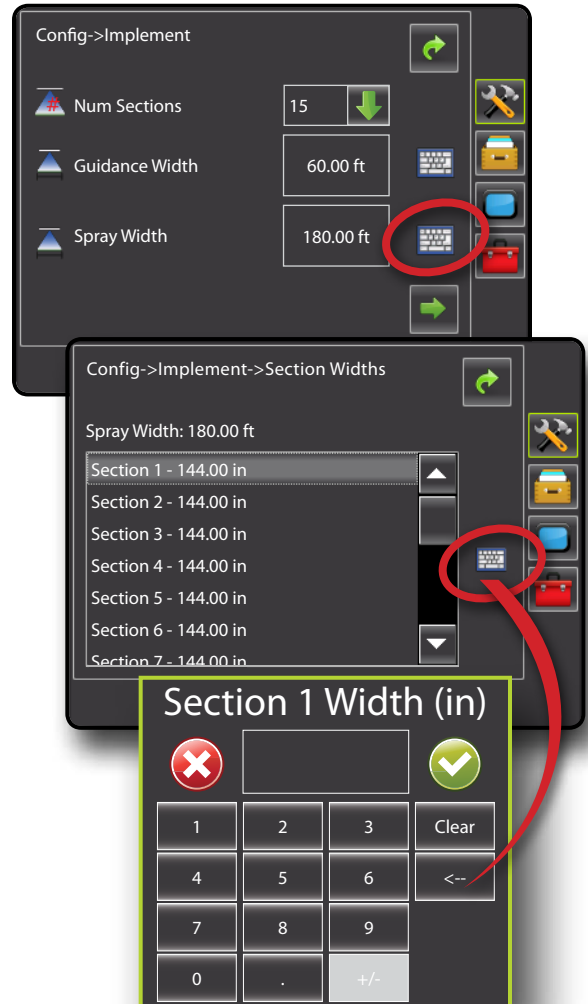 Config->Implement
Num Sections 15
Guidance Width 60.00 ft
Spray Width 180.00 ft
Config->Implement->Section Widths
Spray Width: 180.00 ft
Section 1 - 144.00 in
Section 2 - 144.00 in
Section 3 - 144.00 in
Section 4 - 144.00 in
Section 5 - 144.00 in
Section 6 - 144.00 in
Section 7 - 144.00 in
Section 1 Width (in)
1 2 3 Clear
4 5 6 <--
7 8 9
0 . +/-